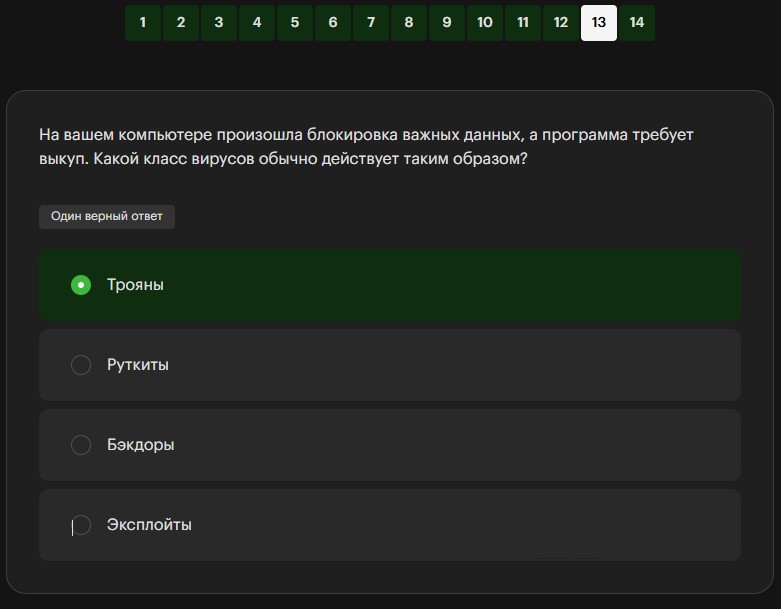 1 2 3 4 5 6 7 8 9 10 11 12 13 14
На вашем компьютере произошла блокировка важных данных, а программа требует
выкуп. Какой класс вирусов обычно действует таким образом?
Один верный ответ
Трояны
Руткиты
Бэкдоры
Эксплойты